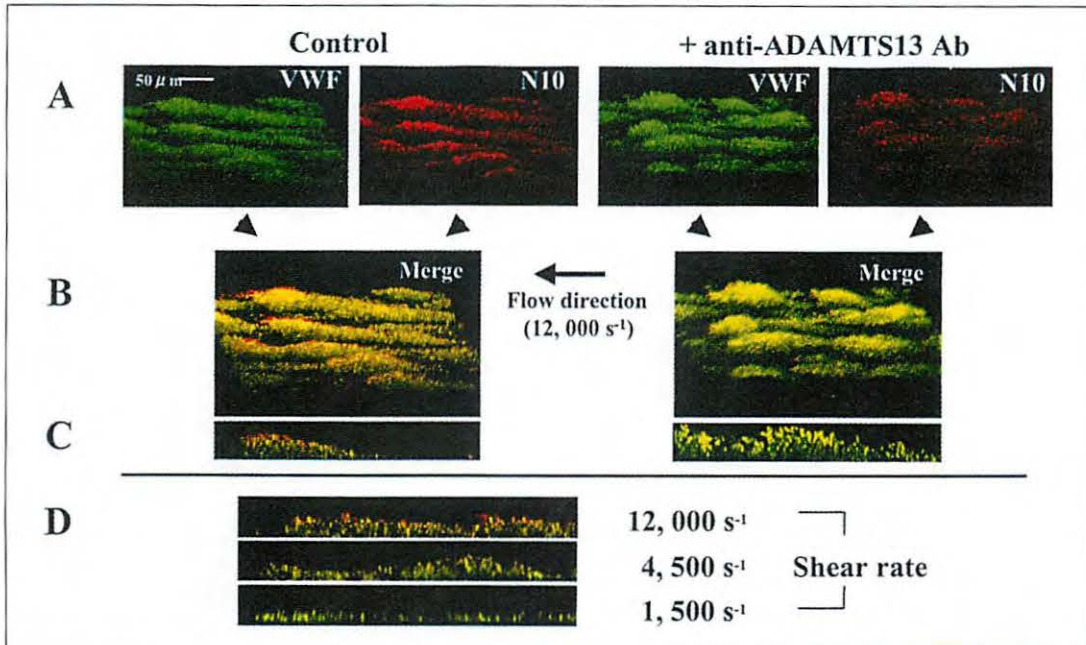 Control
+ anti-ADAMTS13 Ab
A
50 μm
VWF
N10
VWF
N10
B
Merge
Flow direction
(12, 000 s⁻¹)
Merge
C
D
12, 000 s⁻¹
4, 500 s⁻¹
Shear rate
1, 500 s⁻¹